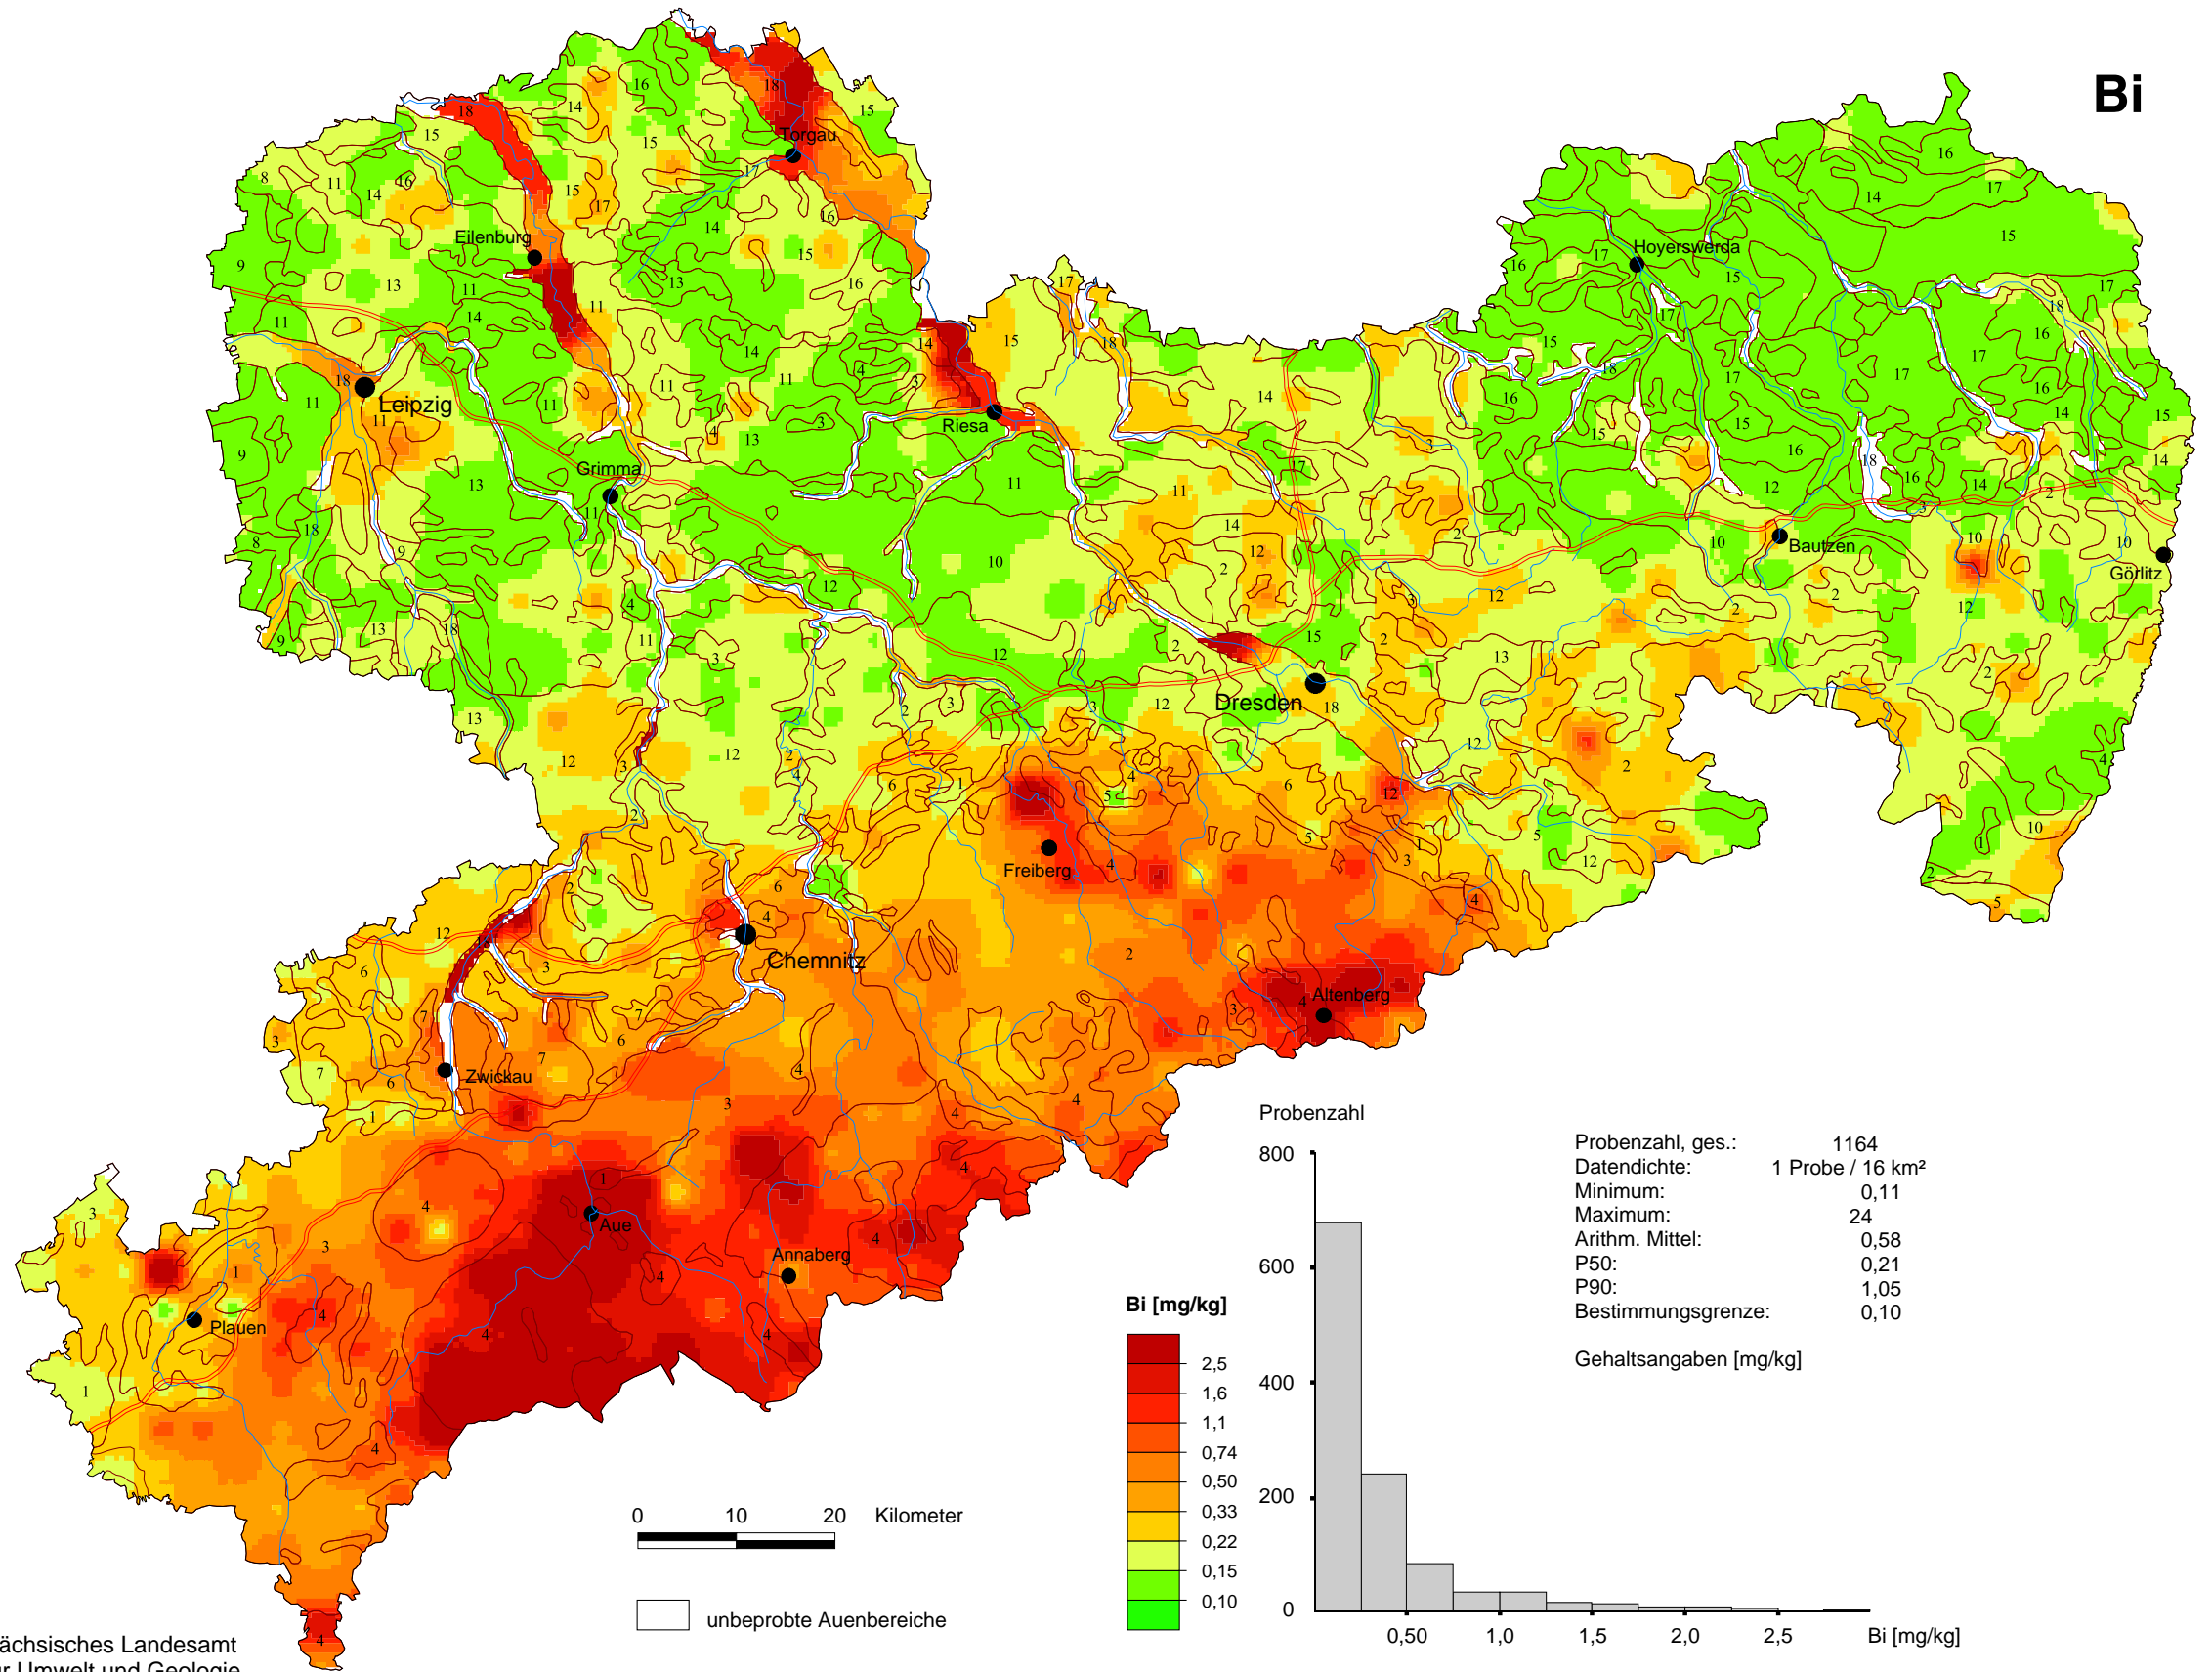 Bi
Torgau
Eilenburg
Hoyerswerda
Leipzig
Riesa
Grimma
Bautzen
Görlitz
Dresden
Freiberg
Chemnitz
Altenberg
Zwickau
Aue
Annaberg
Plauen
Probenzahl
800
600
400
200
0
0,50 1,0 1,5 2,0 2,5 Bi [mg/kg]
Probenzahl, ges.: 1164
Datendichte: 1 Probe / 16 km²
Minimum: 0,11
Maximum: 24
Arithm. Mittel: 0,58
P50: 0,21
P90: 1,05
Bestimmungsgrenze: 0,10
Gehaltsangaben [mg/kg]
Bi [mg/kg]
2,5
1,6
1,1
0,74
0,50
0,33
0,22
0,15
0,10
0 10 20 Kilometer
unbeprobte Auenbereiche
ächsisches Landesamt
r Umwelt und Geologie